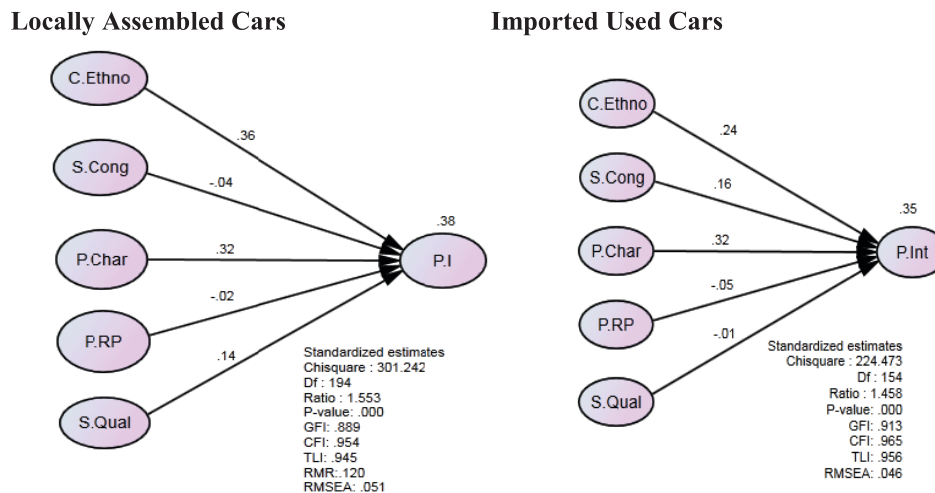 Locally Assembled Cars
C.Ethno
.36
S.Cong
-.04
.38
P.Char
.32
P.I
-.02
P.RP
.14
S.Qual
Standardized estimates
Chisquare : 301.242
Df : 194
Ratio : 1.553
P-value: .000
GFI: .889
CFI: .954
TLI: .945
RMR:.120
RMSEA: .051
Imported Used Cars
C.Ethno
.24
S.Cong
.16
.35
P.Char
.32
P.Int
-.05
P.RP
-.01
S.Qual
Standardized estimates
Chisquare : 224.473
Df : 154
Ratio : 1.458
P-value: .000
GFI: .913
CFI: .965
TLI: .956
RMSEA: .046